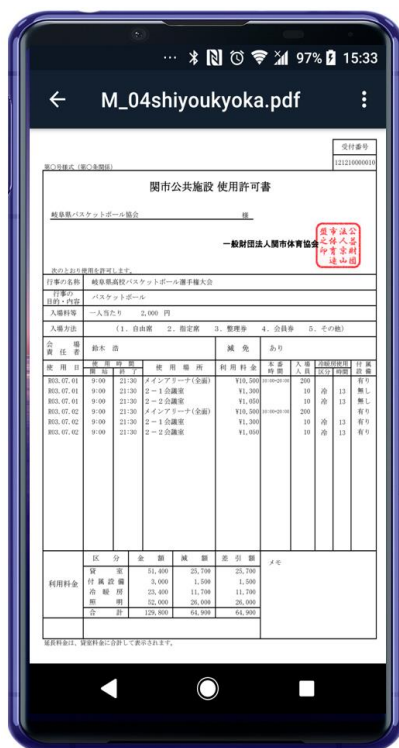 97% 15:33
M_04shiyoukyoka.pdf
受付番号
第〇号様式(第〇条関係)
121210000010
関市公共施設 使用許可書
岐阜県バスケットボール協会 様
一般財団法人関市体育協会
次のとおり使用を許可します。
行事の名称 岐阜県高校バスケットボール選手権大会
行事の目的・内容 バスケットボール
入場料等 一人当たり 2,000 円
入場方法 (1. 自由席 2. 指定席 3. 整理券 4. 会員券 5. その他)
会場責任者 鈴木 浩 減免 あり
使用日 使用時間 開始 終了 使用場所 利用料金 本番時間 入場人員 冷暖房使用 区分 時間 付属設備
R03.07.01 9:00 21:30 メインアリーナ(全面) ¥10,500 10:00~20:00 200 有り
R03.07.01 9:00 21:30 2-1会議室 ¥1,300 10 冷 13 無し
R03.07.01 9:00 21:30 2-2会議室 ¥1,050 10 冷 13 無し
R03.07.02 9:00 21:30 メインアリーナ(全面) ¥10,500 10:00~20:00 200 有り
R03.07.02 9:00 21:30 2-1会議室 ¥1,300 10 冷 13 有り
R03.07.02 9:00 21:30 2-2会議室 ¥1,050 10 冷 13 有り
区分 金額 減額 差引額 メモ
利用料金
貸室 51,400 25,700 25,700
付属設備 3,000 1,500 1,500
冷暖房 23,400 11,700 11,700
照明 52,000 26,000 26,000
合計 129,800 64,900 64,900
延長料金は、貸室料金に合計して表示されます。